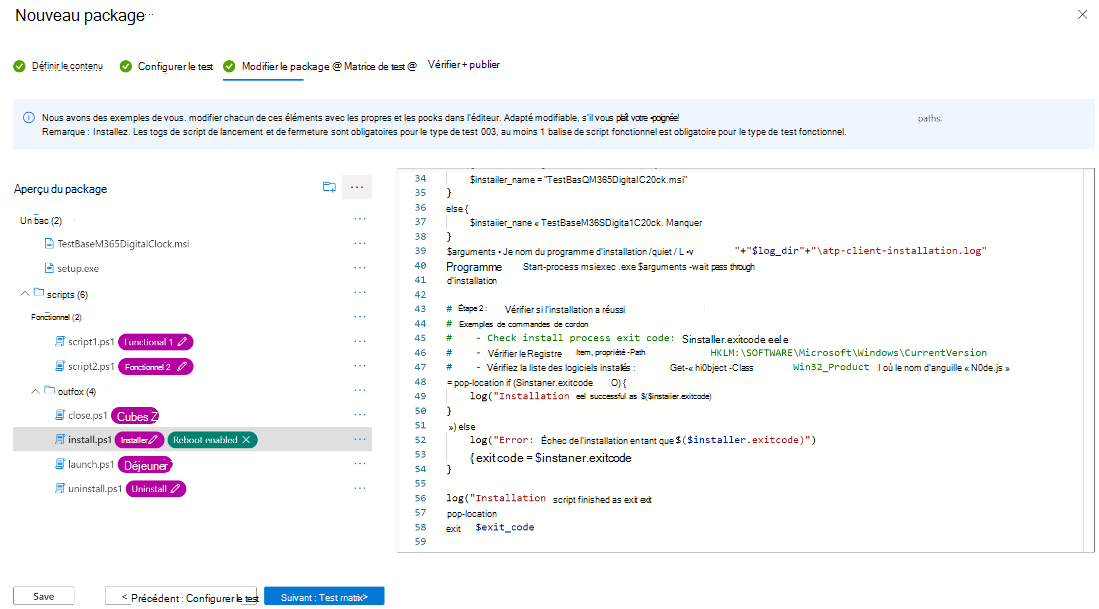 Nouveau package...
Définir le contenu
Configurer le test
Modifier le package @ Matrice de test @
Vérifier + publier
Nous avons des exemples de vous. modifier chacun de ces éléments avec les propres et les pocks dans l'éditeur. Adapté modifiable, s'il vous plaît votre -poignée!
paths.
Remarque : Installez. Les togs de script de lancement et de fermeture sont obligatoires pour le type de test 003, au moins 1 balise de script fonctionnel est obligatoire pour le type de test fonctionnel.
Aperçu du package
Un bac (2)
TestBaseM365DigitalClock.msi
setup.exe
scripts (6)
Fonctionnel (2)
script1.ps1 Functional 1
script2.ps1 Fonctionnel 2
outfox (4)
close.ps1 Cubes Z
install.ps1 Installer Reboot enabled
launch.ps1 Déjeuner
uninstall.ps1 Uninstall
34 $instaiier_name = "TestBasQM365DigitalC20ck.msi"
35 }
36 else {
37 $instaiier_nane « TestBaseM36SDigita1C20ck. Manquer
38 }
39 $arguments • Je nom du programme d'installation /quiet / L •v "+"$log_dir"+"\atp-client-installation.log"
40 Programme Start-process msiexec .exe $arguments -wait pass through
41 d'installation
42
43 # Étape 2 : Vérifier si l'installation a réussi
44 # Exemples de commandes de cordon
45 # - Check install process exit code: $installer.exitcode eel e
46 # - Vérifier le Registre Item, propriété -Path HKLM:\SOFTWARE\Microsoft\Windows\CurrentVersion
47 # - Vérifiez la liste des logiciels installés : Get-« hi0bject -Class Win32_Product I où le nom d'anguille « N0de.js »
48 = pop-location if (Sinstaner.exitcode O) {
49 log("Installation eel successful as $($instaiier.exitcode)
50 }
51 ») else
52 log("Error: Échec de l'installation en tant que $($installer.exitcode)")
53 { exit code = $instaner.exitcode
54 }
55
56 log("Installation script finished as exit exit
57 pop-location
58 exit $exit_code
59
Save
< Précédent : Configurer le test
Suivant : Test matrix>